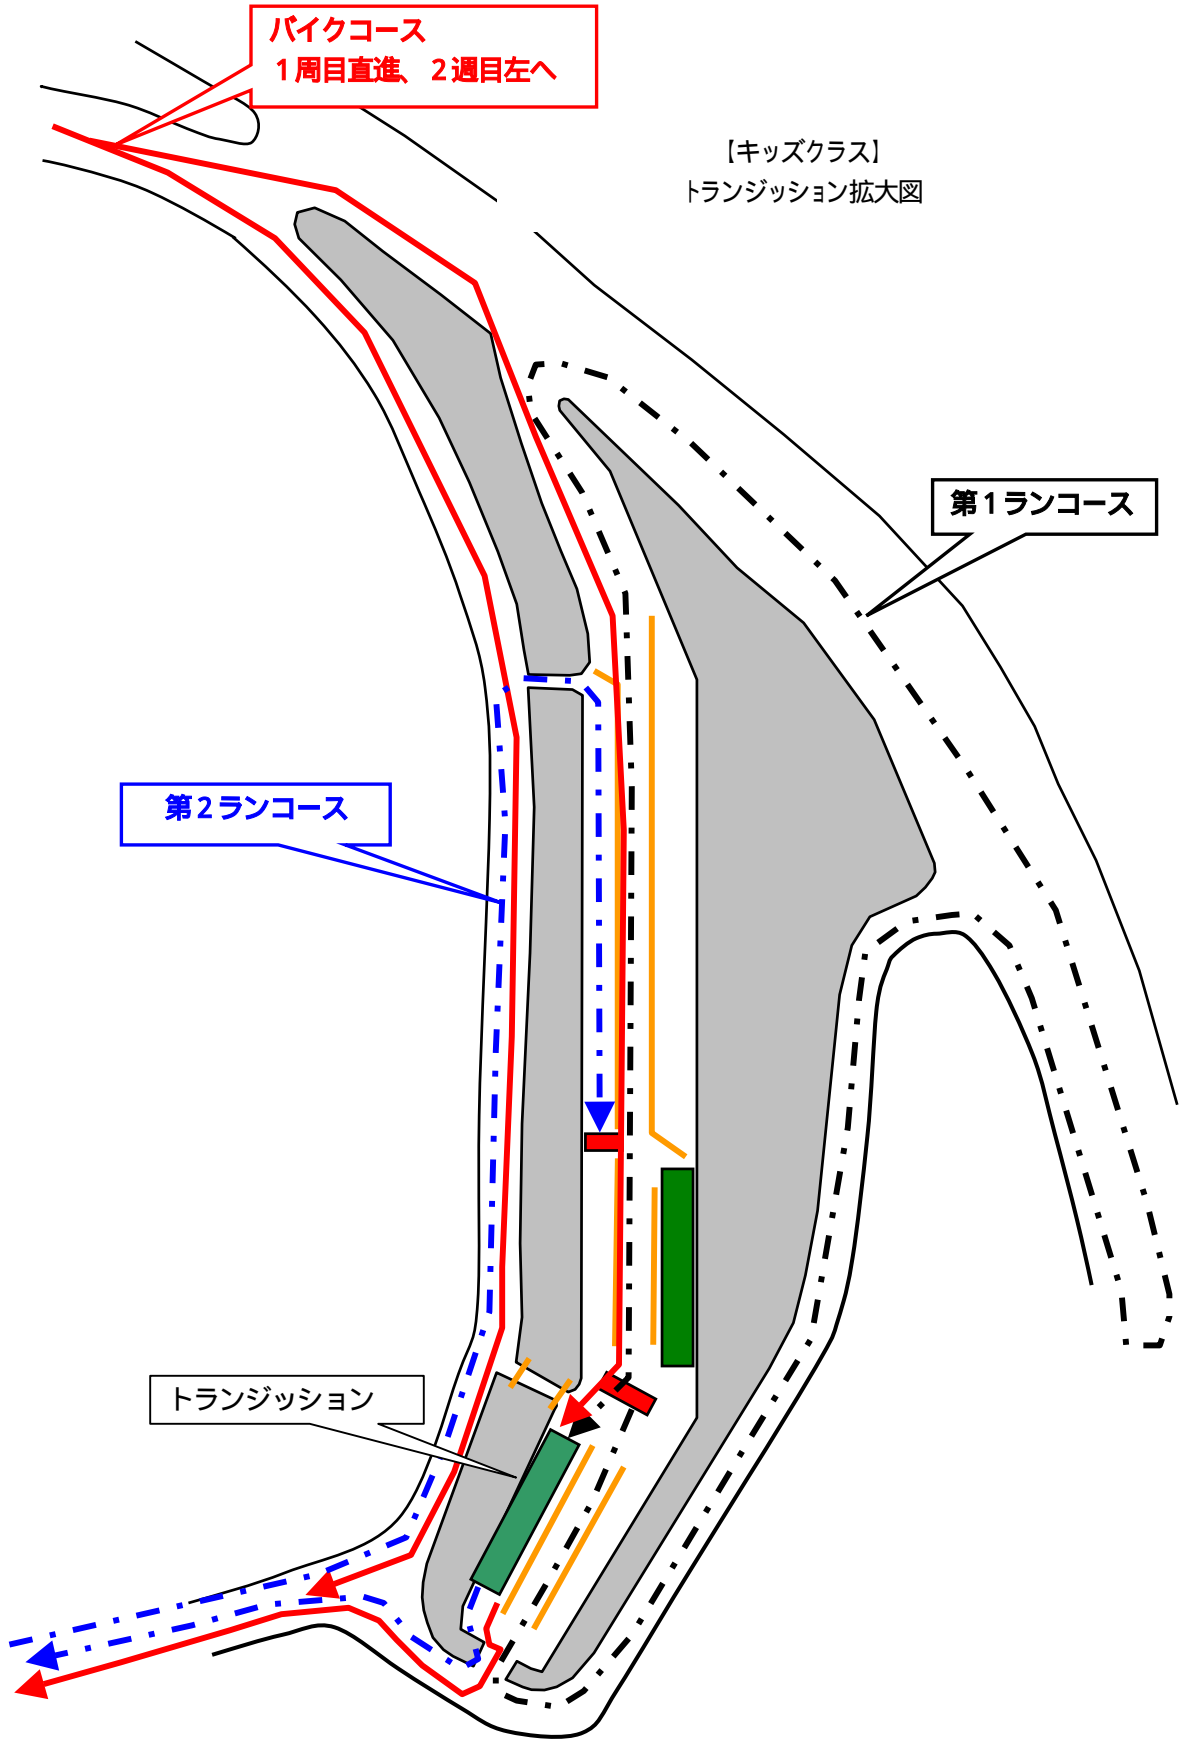 バイクコース
1周目直進、 2週目左へ
【キッズクラス】
トランジッション拡大図
第1ランコース
第2ランコース
トランジッション